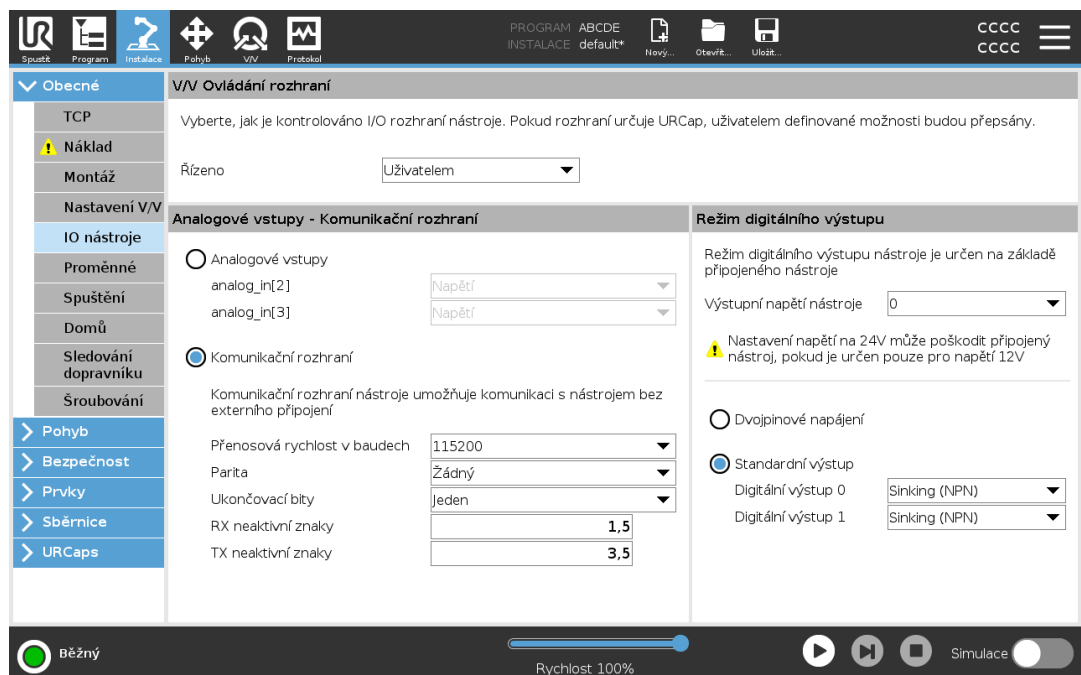 PROGRAM ABCDE
INSTALACE default*
CCCC
CCCC
Spustit Program Instalace Pohyb V/V Protokol Nový... Otevřít... Uložit...
Obecné
TCP
Náklad
Montáž
Nastavení V/V
IO nástroje
Proměnné
Spuštění
Domů
Sledování
dopravníku
Šroubování
Pohyb
Bezpečnost
Prvky
Sběrnice
URCaps
V/V Ovládání rozhraní
Vyberte, jak je kontrolováno I/O rozhraní nástroje. Pokud rozhraní určuje URCap, uživatelem definované možnosti budou přepsány.
Řízeno Uživatelem
Analogové vstupy - Komunikační rozhraní
Analogové vstupy
analog_in[2] Napětí
analog_in[3] Napětí
Komunikační rozhraní
Komunikační rozhraní nástroje umožňuje komunikaci s nástrojem bez
externího připojení
Přenosová rychlost v baudech 115200
Parita Žádný
Ukončovací bity Jeden
RX neaktivní znaky 1,5
TX neaktivní znaky 3,5
Režim digitálního výstupu
Režim digitálního výstupu nástroje je určen na základě
připojeného nástroje
Výstupní napětí nástroje 0
Nastavení napětí na 24V může poškodit připojený
nástroj, pokud je určen pouze pro napětí 12V
Dvojpinové napájení
Standardní výstup
Digitální výstup 0 Sinking (NPN)
Digitální výstup 1 Sinking (NPN)
Běžný
Rychlost 100%
Simulace